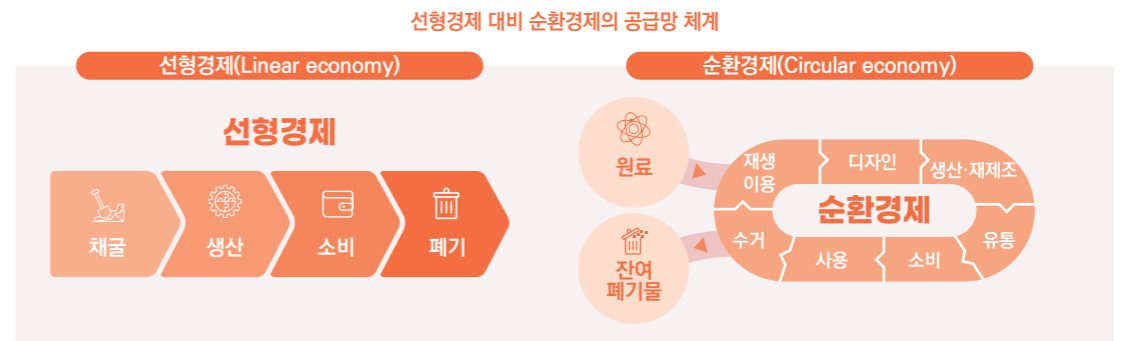 선형경제 대비 순환경제의 공급망 체계
선형경제(Linear economy)
순환경제(Circular economy)
선형경제
채굴
생산
소비
폐기
원료
잔여
폐기물
재생
이용
디자인
생산·재제조
순환경제
수거
사용
소비
유통